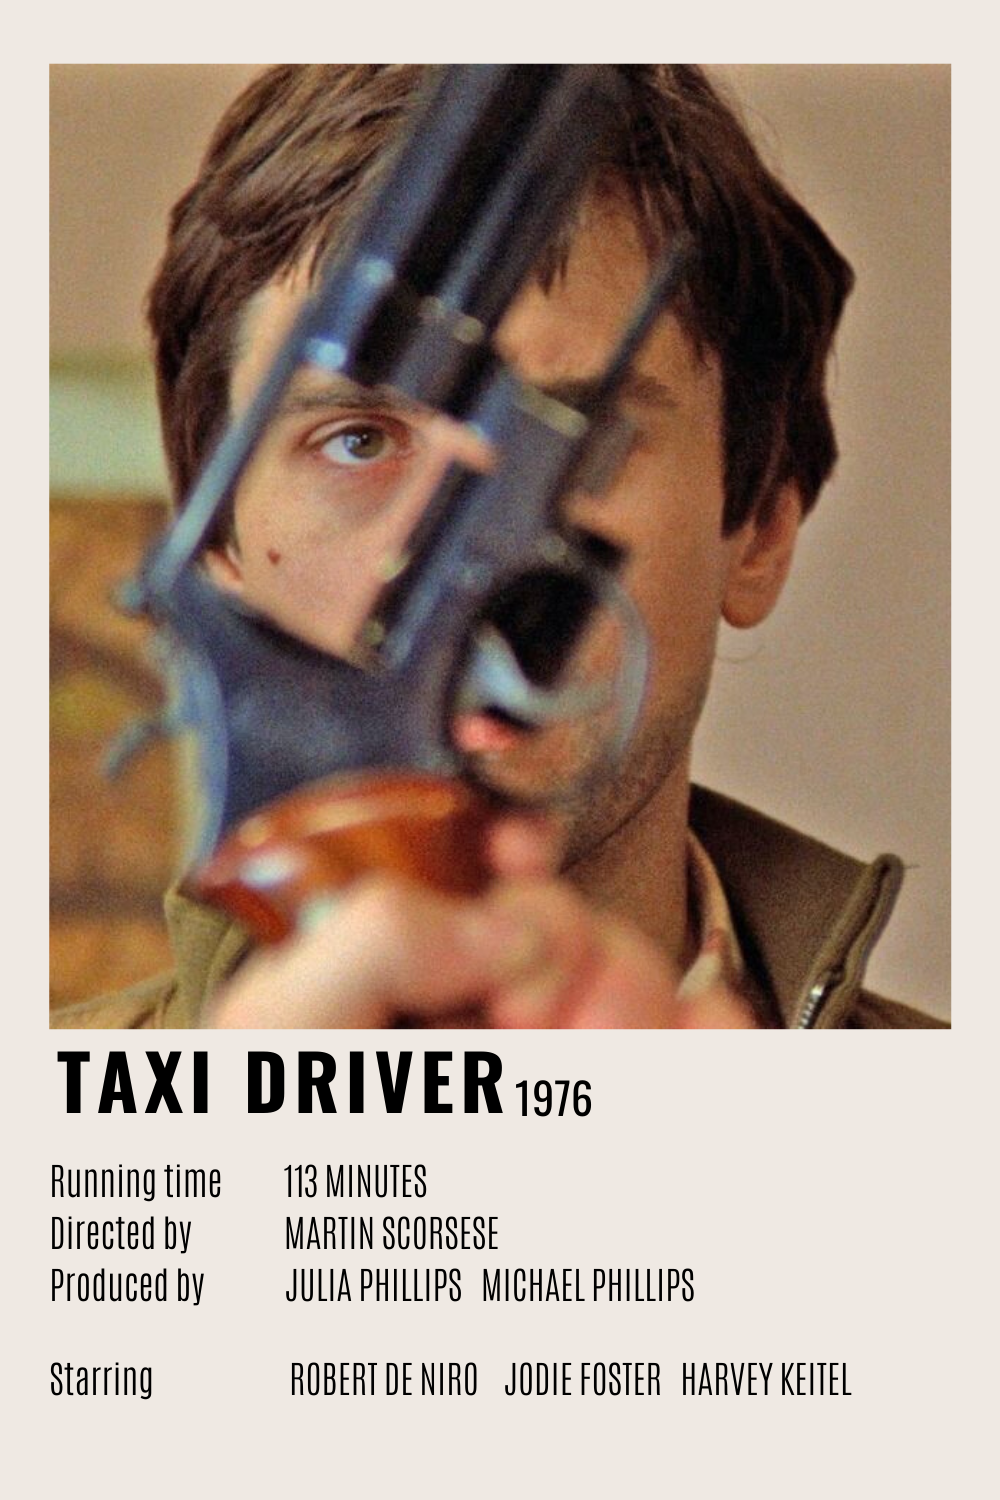 TAXI DRIVER 1976
Running time 113 MINUTES
Directed by MARTIN SCORSESE
Produced by JULIA PHILLIPS MICHAEL PHILLIPS
Starring ROBERT DE NIRO JODIE FOSTER HARVEY KEITEL